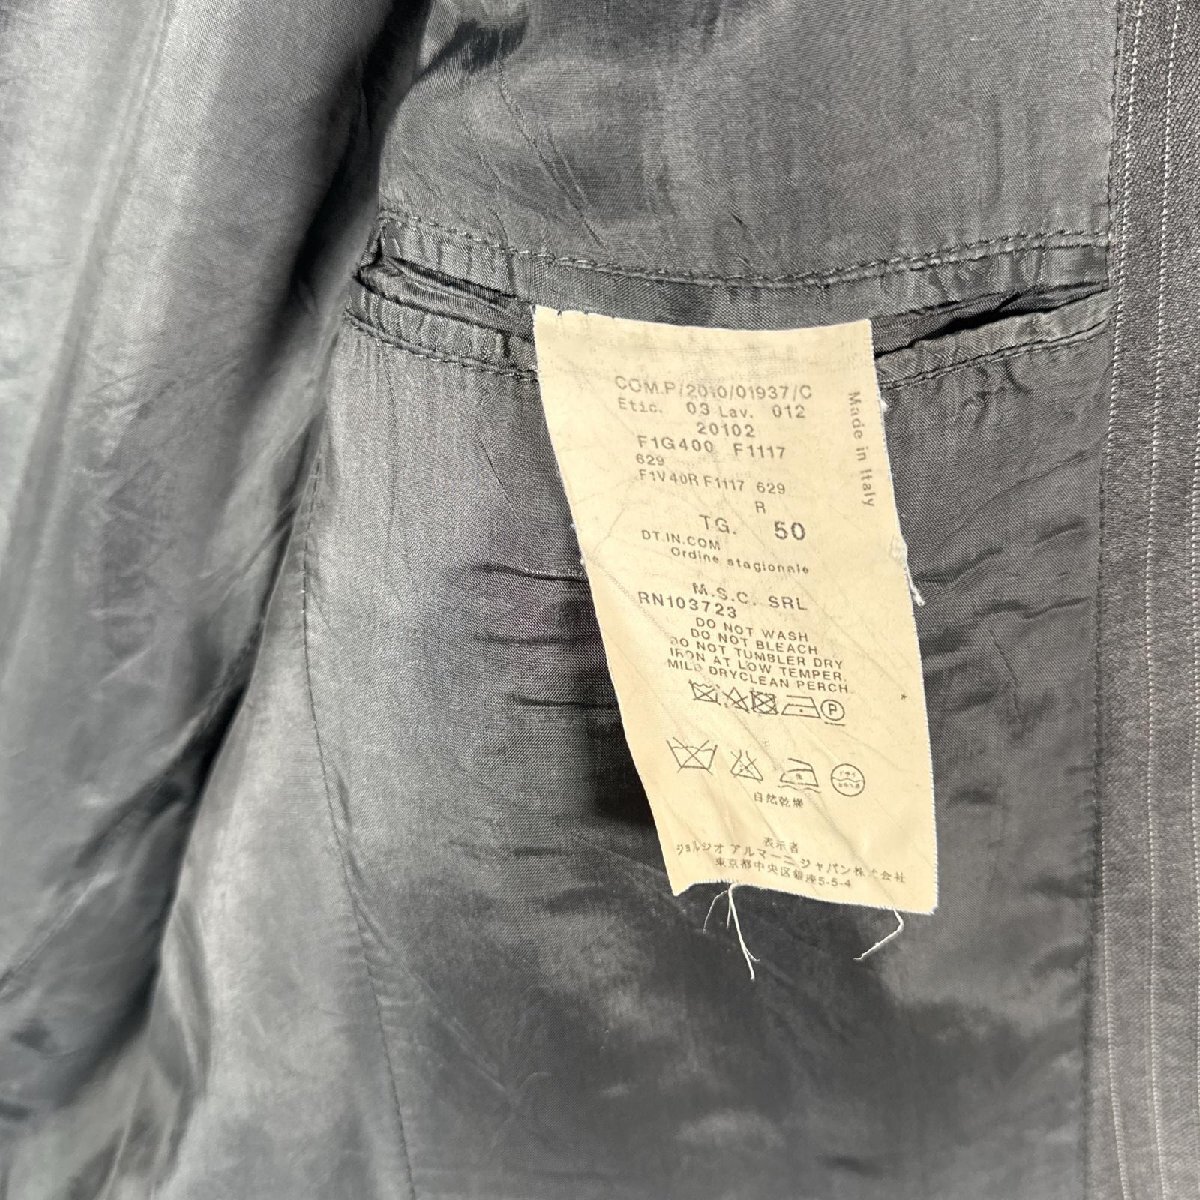 COM.P/2010/01937/C
Etic. 03 Lav. 012
20102
F1G400 F1117
629
F1V40R F1117 629
R
TG. 50
DT.IN.COM
Ordine stagionale
M.S.C. SRL
RN103723
DO NOT WASH
DO NOT BLEACH
DO NOT TUMBLER DRY
IRON AT LOW TEMPER.
MILD DRYCLEAN PERCH.
P
Made in Italy
自然乾燥
表示者
ジョルジオ アルマーニ ジャパン株式会社
東京都中央区銀座5-5-4